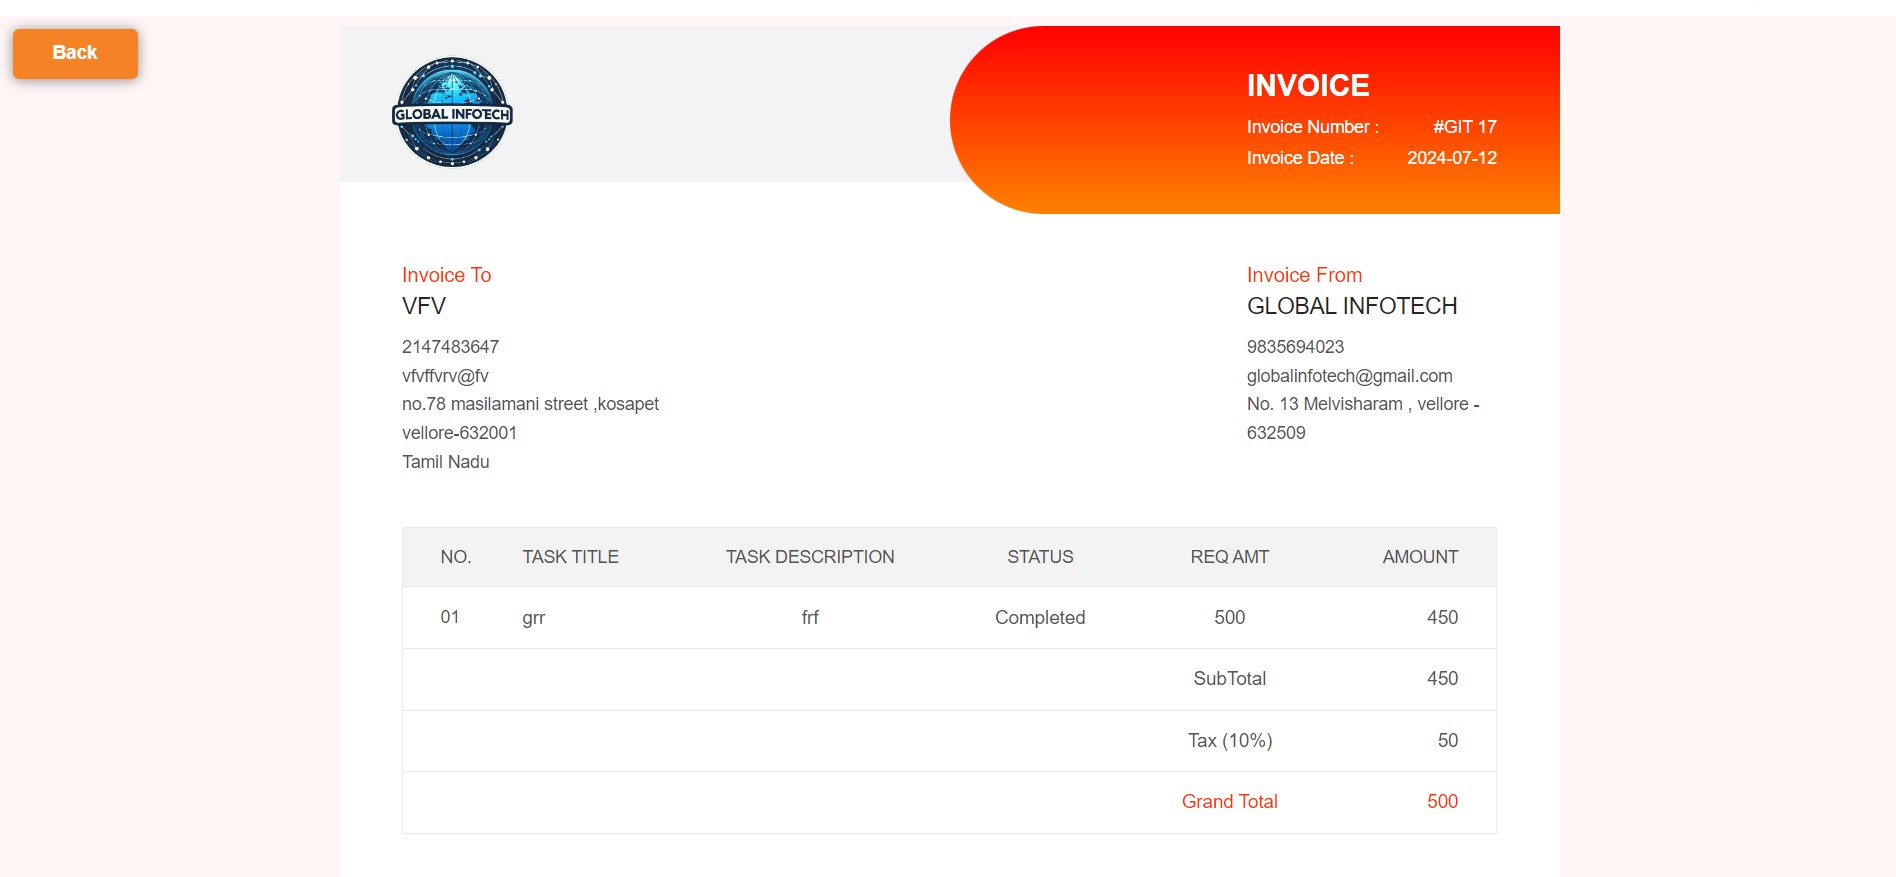 Back
GLOBAL INFOTECH
INVOICE
Invoice Number : #GIT 17
Invoice Date : 2024-07-12
Invoice To
VFV
2147483647
vfvffvrv@fv
no.78 masilamani street ,kosapet
vellore-632001
Tamil Nadu
Invoice From
GLOBAL INFOTECH
9835694023
globalinfotech@gmail.com
No. 13 Melvisharam , vellore -
632509
NO. TASK TITLE TASK DESCRIPTION STATUS REQ AMT AMOUNT
01 grr frf Completed 500 450
SubTotal 450
Tax (10%) 50
Grand Total 500